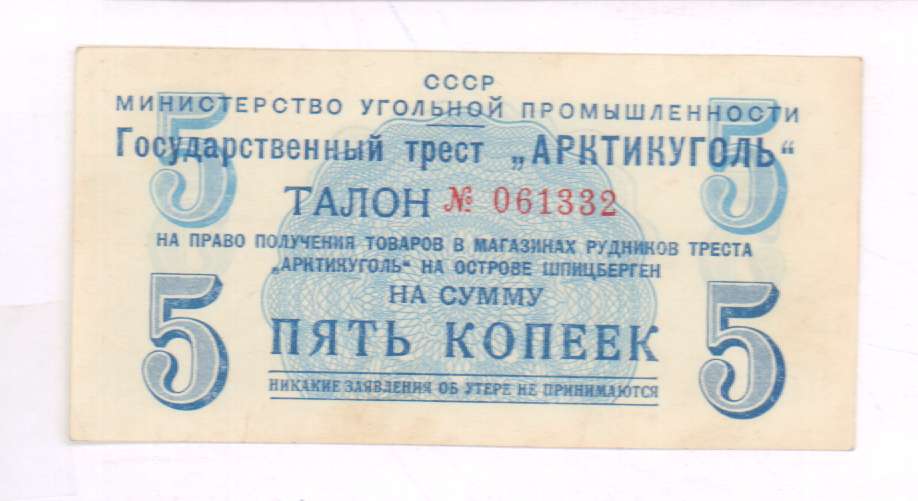 СССР
МИНИСТЕРСТВО УГОЛЬНОЙ ПРОМЫШЛЕННОСТИ
5 5
Государственный трест „АРКТИКУГОЛЬ“
ТАЛОН № 061332
НА ПРАВО ПОЛУЧЕНИЯ ТОВАРОВ В МАГАЗИНАХ РУДНИКОВ ТРЕСТА
„АРКТИКУГОЛЬ“ НА ОСТРОВЕ ШПИЦБЕРГЕН
НА СУММУ
5 ПЯТЬ КОПЕЕК 5
НИКАКИЕ ЗАЯВЛЕНИЯ ОБ УТЕРЕ НЕ ПРИНИМАЮТСЯ